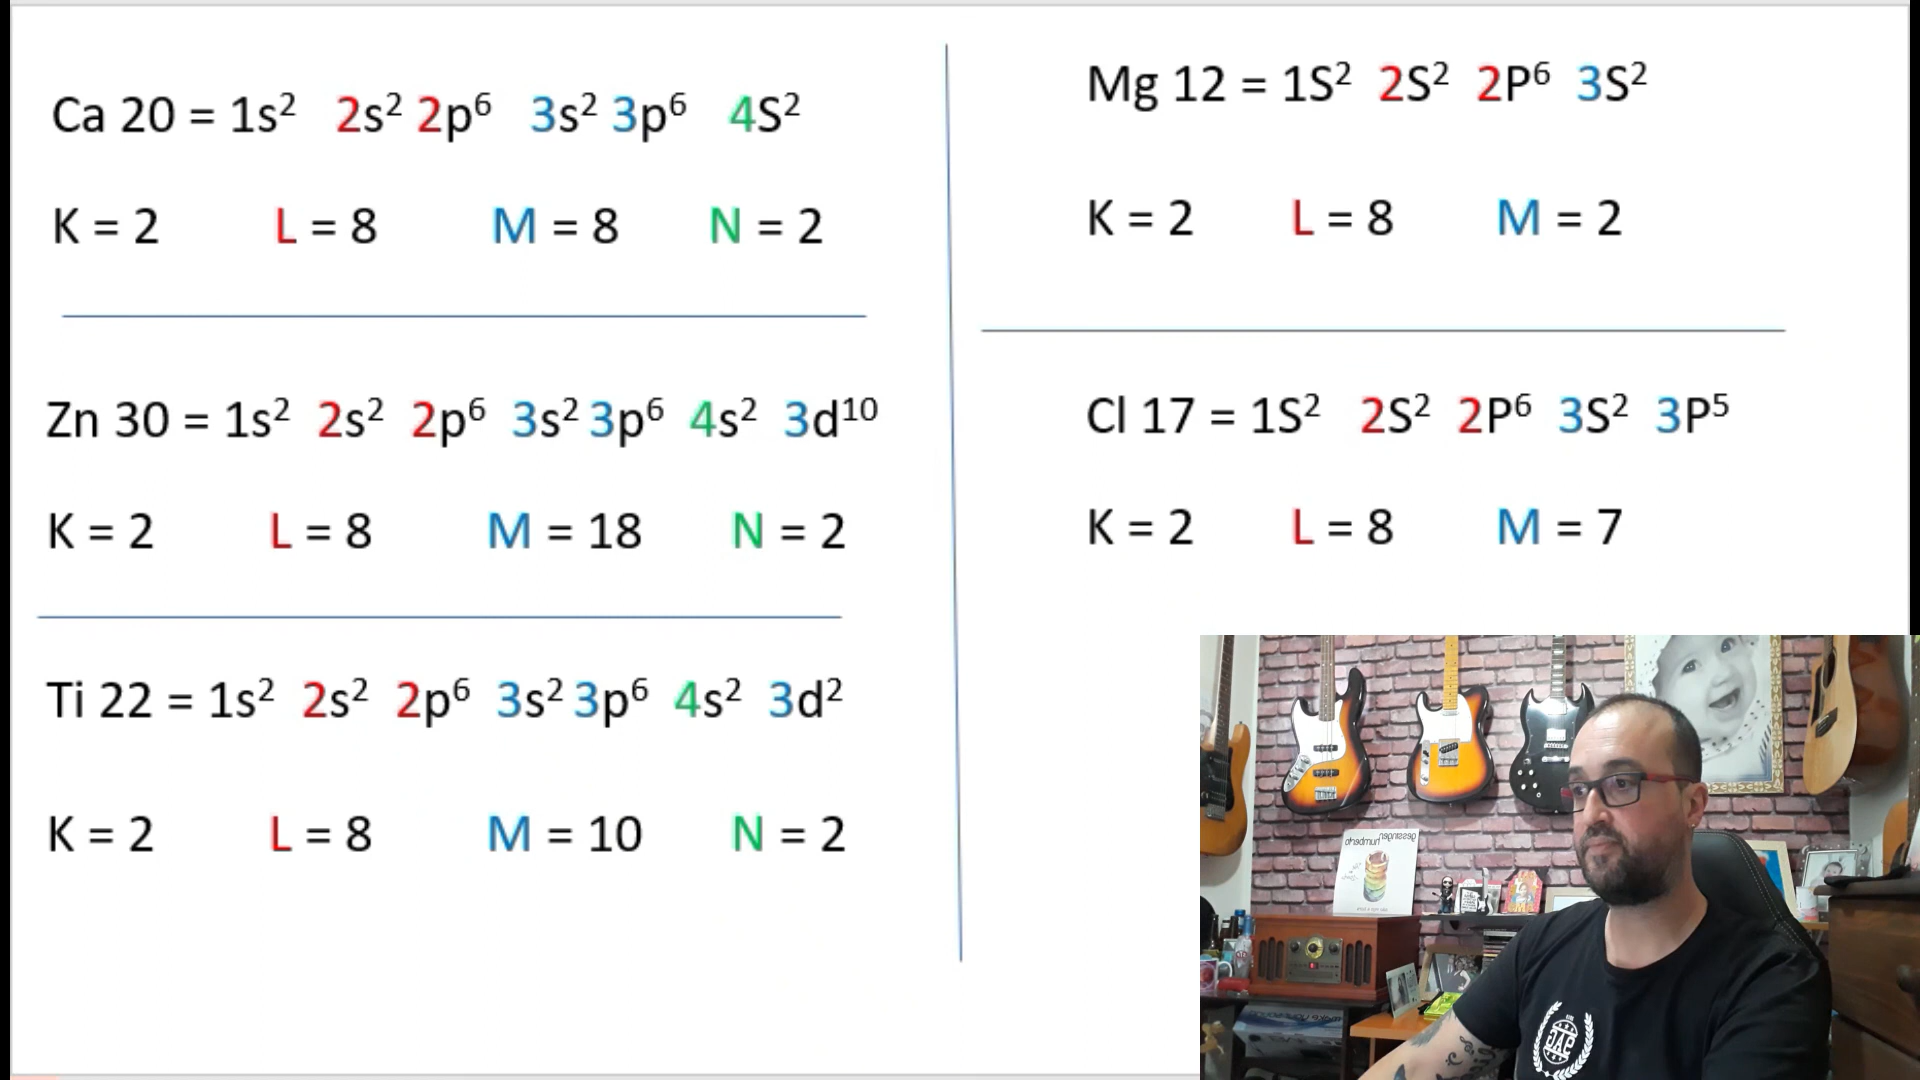 Ca 20 = 1s² 2s² 2p⁶ 3s² 3p⁶ 4S²
K = 2 L = 8 M = 8 N = 2
Zn 30 = 1s² 2s² 2p⁶ 3s² 3p⁶ 4s² 3d¹⁰
K = 2 L = 8 M = 18 N = 2
Ti 22 = 1s² 2s² 2p⁶ 3s² 3p⁶ 4s² 3d²
K = 2 L = 8 M = 10 N = 2
Mg 12 = 1S² 2S² 2P⁶ 3S²
K = 2 L = 8 M = 2
Cl 17 = 1S² 2S² 2P⁶ 3S² 3P⁵
K = 2 L = 8 M = 7
gessinger
humberto